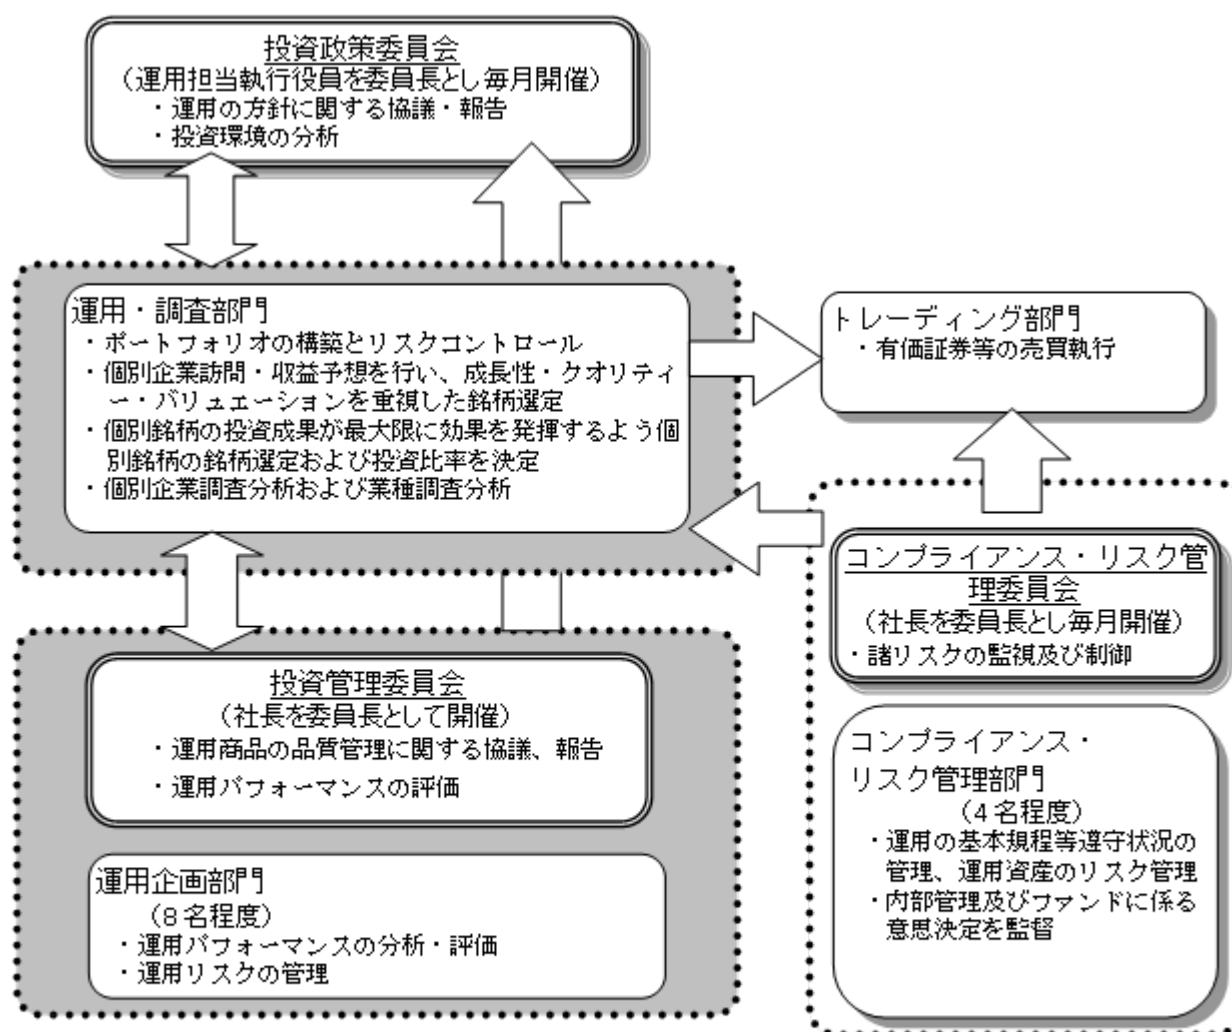 投資政策委員会
（運用担当執行役員を委員長とし毎月開催）
・運用の方針に関する協議・報告
・投資環境の分析
運用・調査部門
・ポートフォリオの構築とリスクコントロール
・個別企業訪問・収益予想を行い、成長性・クオリティ
ー・バリュエーションを重視した銘柄選定
・個別銘柄の投資成果が最大限に効果を発揮するよう個
別銘柄の銘柄選定および投資比率を決定
・個別企業調査分析および業種調査分析
トレーディング部門
・有価証券等の売買執行
コンプライアンス・リスク管
理委員会
（社長を委員長とし毎月開催）
・諸リスクの監視及び制御
投資管理委員会
（社長を委員長として開催）
・運用商品の品質管理に関する協議、報告
・運用パフォーマンスの評価
運用企画部門
（8名程度）
・運用パフォーマンスの分析・評価
・運用リスクの管理
コンプライアンス・
リスク管理部門
（4名程度）
・運用の基本規程等遵守状況の
管理、運用資産のリスク管理
・内部管理及びファンドに係る
意思決定を監督